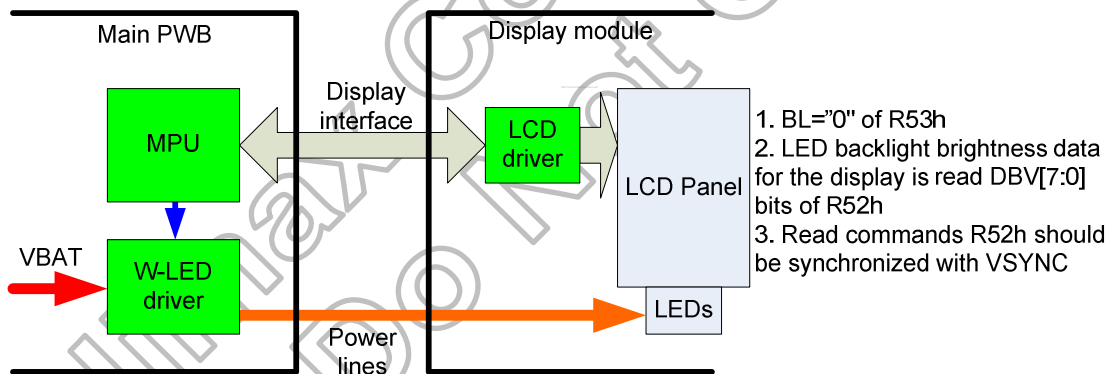 Main PWB
Display module
MPU
Display
interface
LCD
driver
LCD Panel
1. BL=”0" of R53h
2. LED backlight brightness data
for the display is read DBV[7:0]
bits of R52h
3. Read commands R52h should
be synchronized with VSYNC
VBAT
W-LED
driver
LEDs
Power
lines